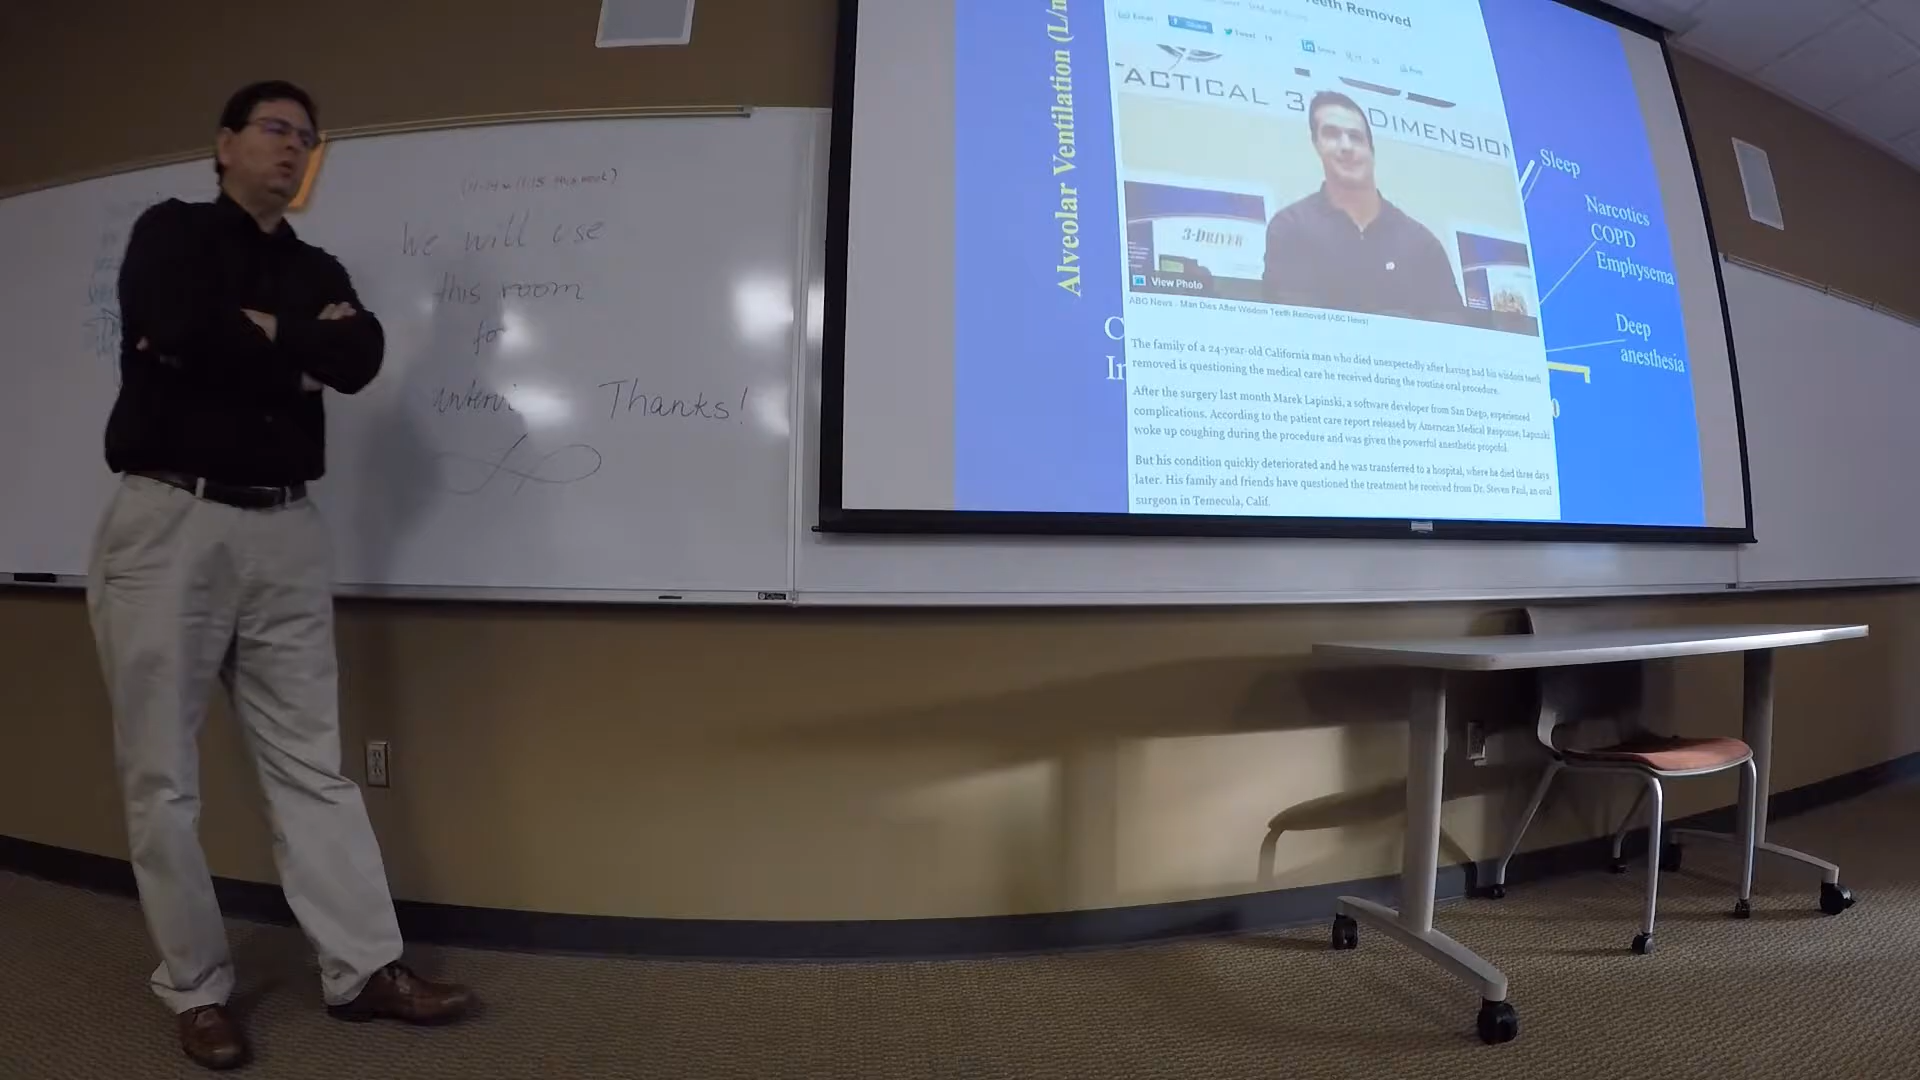 We will use
this room
for
Thanks!
Alveolar Ventilation (L/
Teeth Removed
Email
Share
Tweet
Share
Print
TACTICAL 3
DIMENSION
3-DRIVER
View Photo
ABC News - Man Dies After Wisdom Teeth Removed (ABC News)
The family of a 24-year-old California man who died unexpectedly after having had his wisdom teeth
removed is questioning the medical care he received during the routine oral procedure.
After the surgery last month Marek Lapinski, a software developer from San Diego, experienced
complications. According to the patient care report released by American Medical Response, Lapinski
woke up coughing during the procedure and was given the powerful anesthetic propofol.
But his condition quickly deteriorated and he was transferred to a hospital, where he died three days
later. His family and friends have questioned the treatment he received from Dr. Steven Paul, an oral
surgeon in Temecula, Calif.
Sleep
Narcotics
COPD
Emphysema
Deep
anesthesia